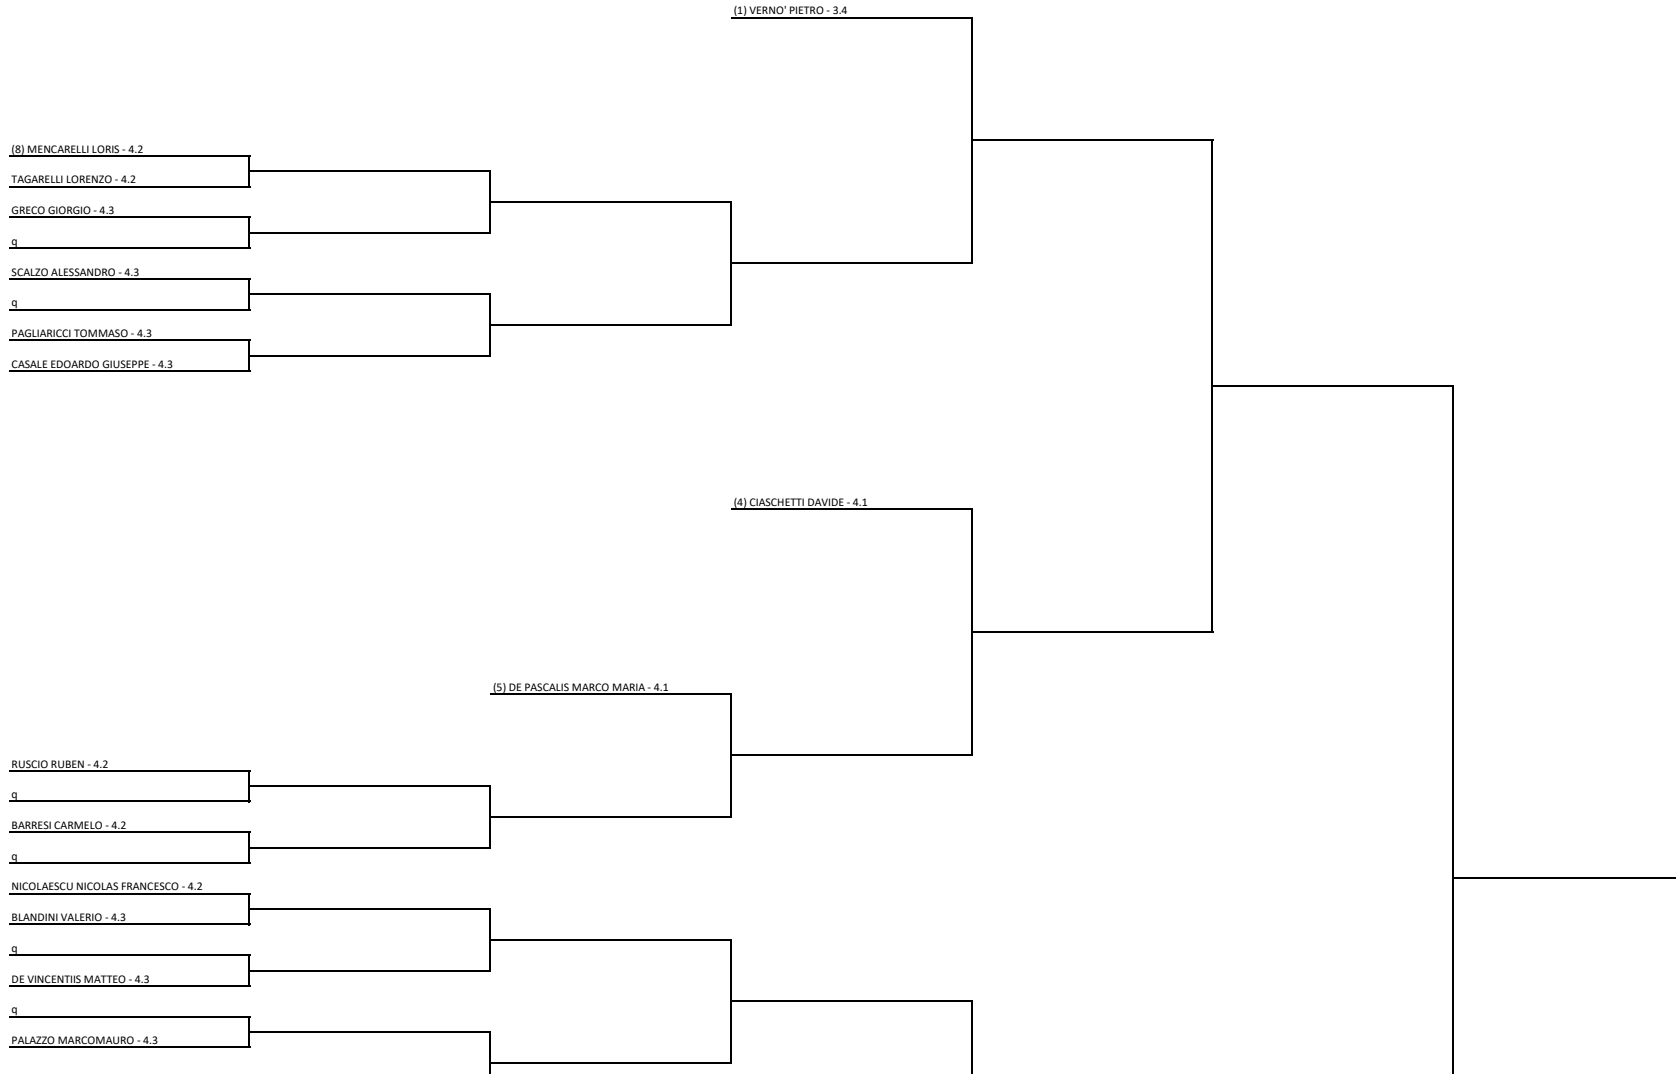 (1) VERNO' PIETRO - 3.4
(8) MENCARELLI LORIS - 4.2
TAGARELLI LORENZO - 4.2
GRECO GIORGIO - 4.3
q
SCALZO ALESSANDRO - 4.3
q
PAGLIARICCI TOMMASO - 4.3
CASALE EDOARDO GIUSEPPE - 4.3
(4) CIASCHETTI DAVIDE - 4.1
(5) DE PASCALIS MARCO MARIA - 4.1
RUSCIO RUBEN - 4.2
q
BARRESI CARMELO - 4.2
q
NICOLAESCU NICOLAS FRANCESCO - 4.2
BLANDINI VALERIO - 4.3
q
DE VINCENTIIS MATTEO - 4.3
q
PALAZZO MARCOMAURO - 4.3